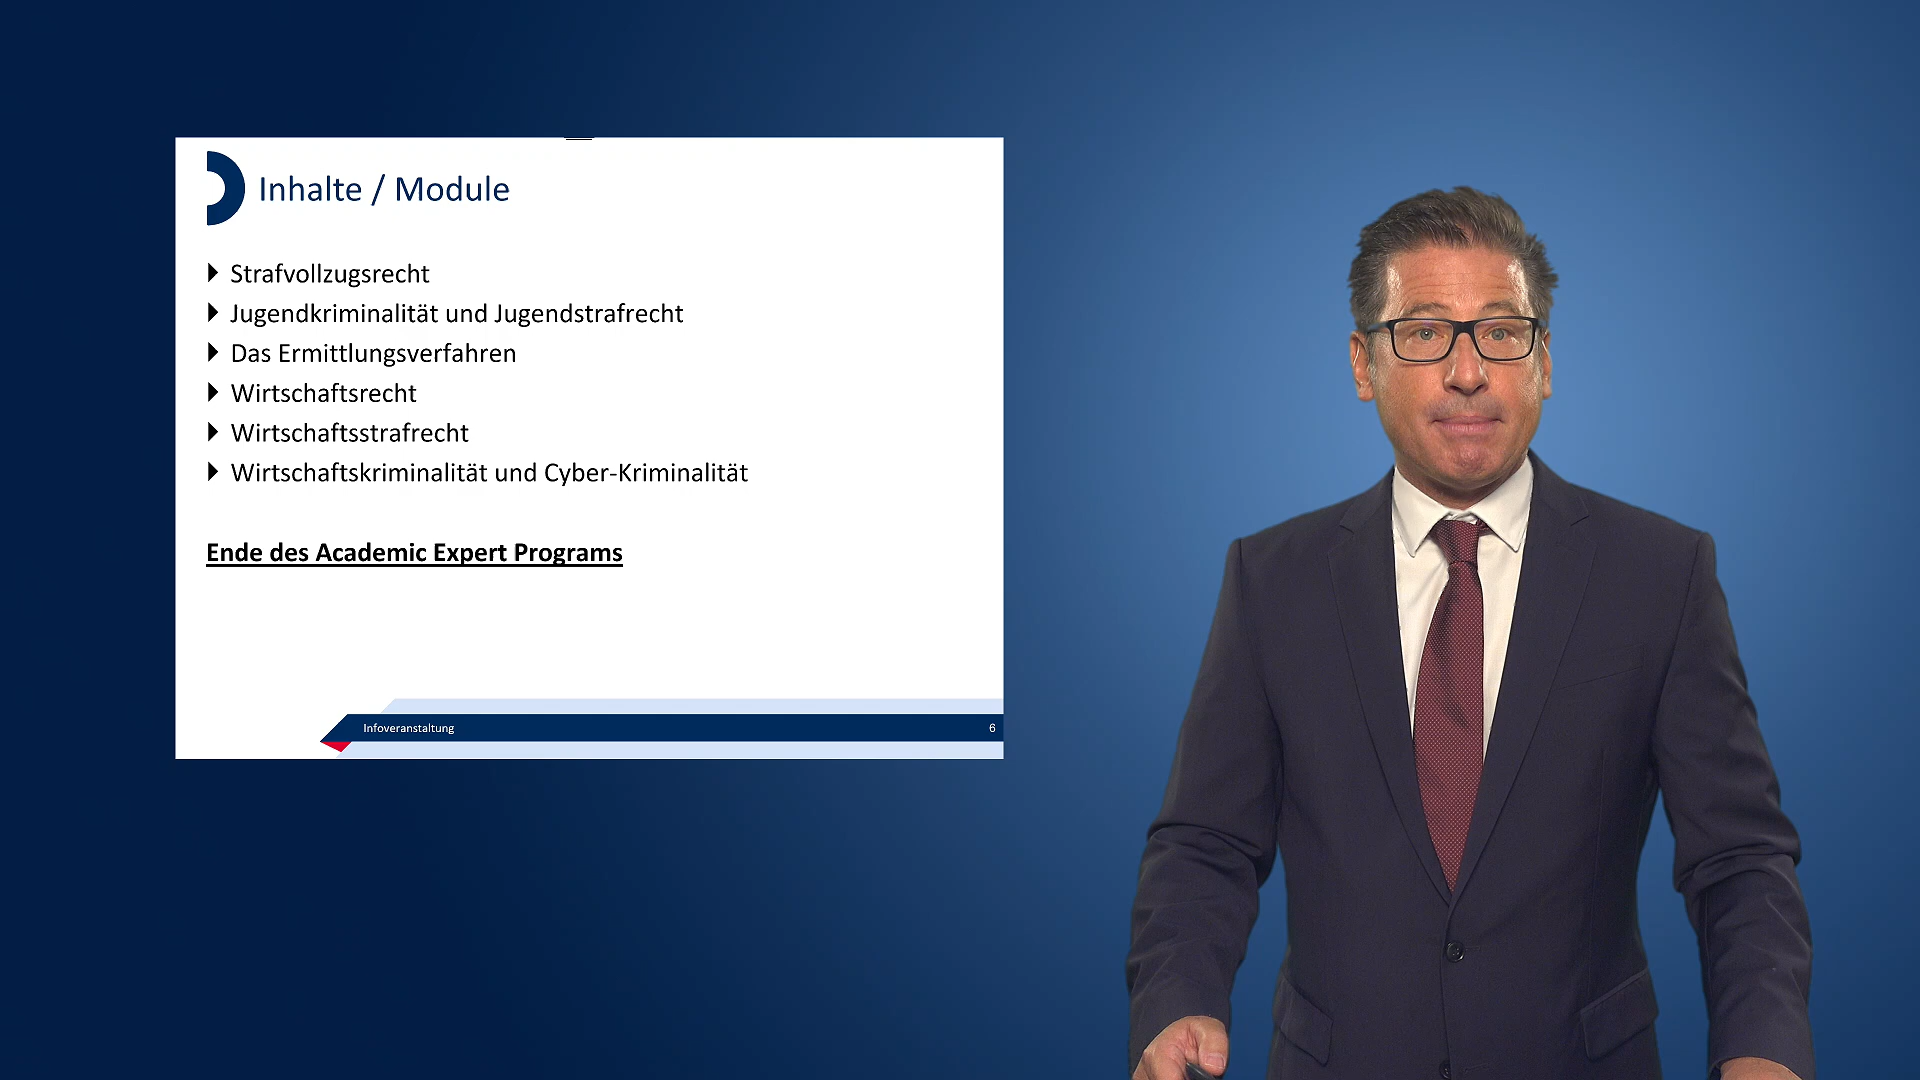 Inhalte / Module
Strafvollzugsrecht
Jugendkriminalität und Jugendstrafrecht
Das Ermittlungsverfahren
Wirtschaftsrecht
Wirtschaftsstrafrecht
Wirtschaftskriminalität und Cyber-Kriminalität
Ende des Academic Expert Programs
Infoveranstaltung
6